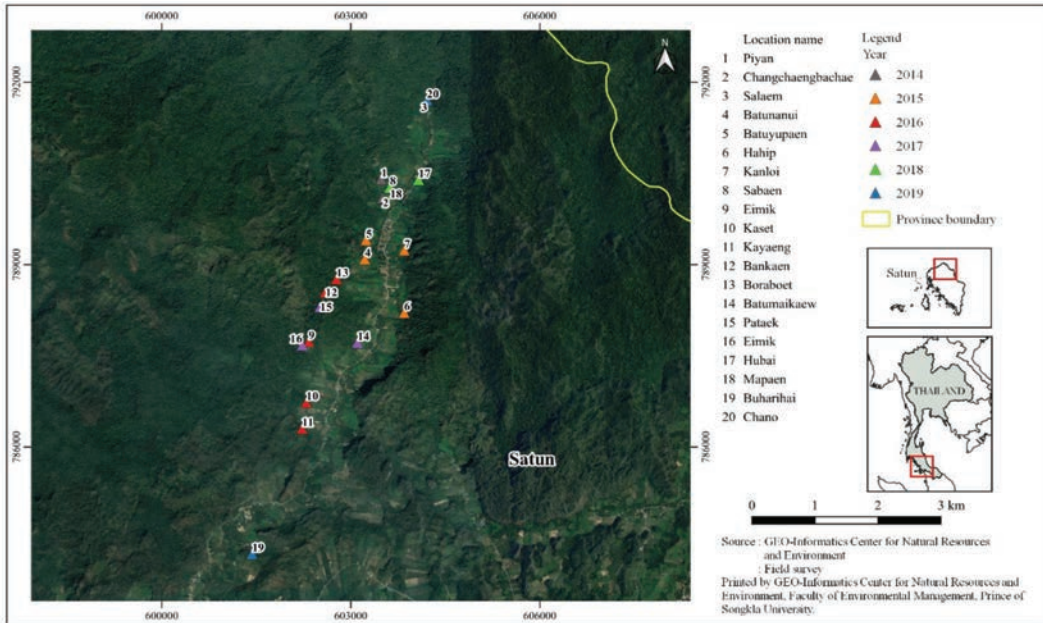 600000
603000
606000
792000
789000
786000
792000
789000
786000
600000
603000
606000
N
20
3
1
8
17
18
2
5
4
7
13
12
15
6
16
9
14
10
11
19
Satun
Location name
1 Piyan
2 Changchaengbachae
3 Salaem
4 Batunanui
5 Batuyupaen
6 Hahip
7 Kanloi
8 Sabaen
9 Eimik
10 Kaset
11 Kayaeng
12 Bankaen
13 Boraboet
14 Batumaikaew
15 Pataek
16 Eimik
17 Hubai
18 Mapaen
19 Buharihai
20 Chano
Legend
Year
2014
2015
2016
2017
2018
2019
Province boundary
Satun
THAILAND
0 1 2 3 km
Source : GEO-Informatics Center for Natural Resources
and Environment
: Field survey
Printed by GEO-Informatics Center for Natural Resources and
Environment, Faculty of Environmental Management, Prince of
Songkla University.